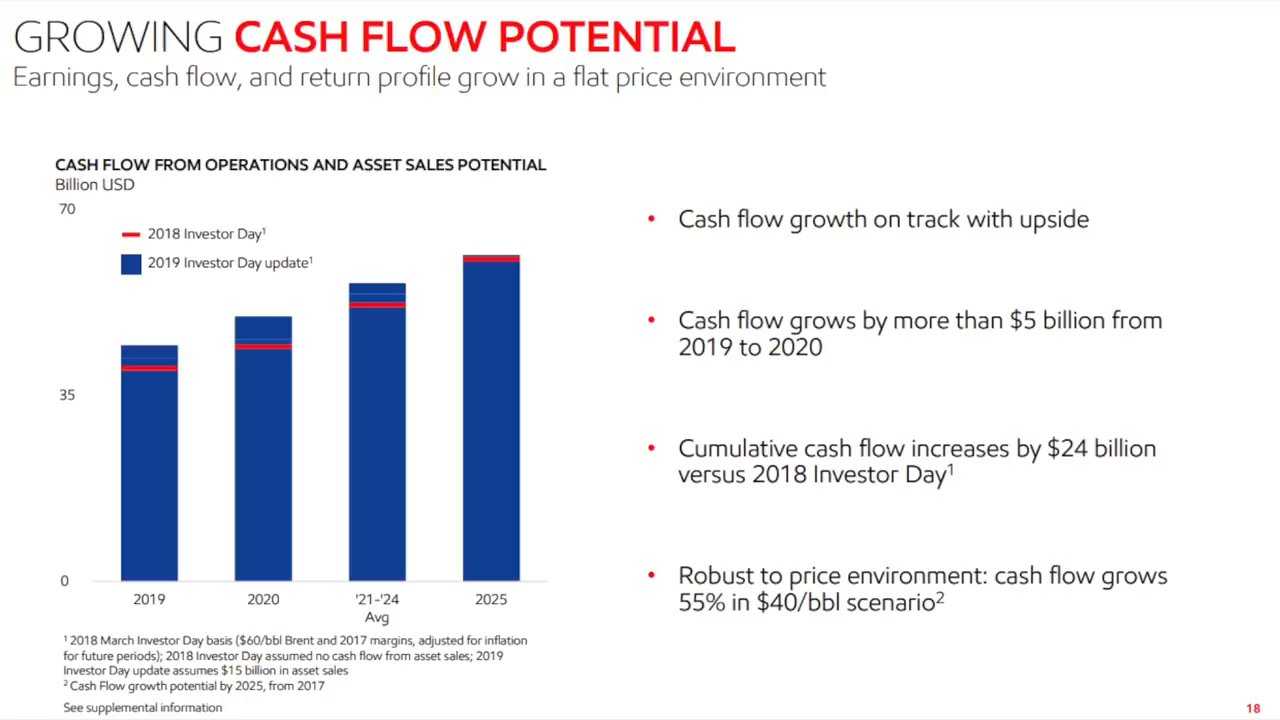 GROWING CASH FLOW POTENTIAL
Earnings, cash flow, and return profile grow in a flat price environment
CASH FLOW FROM OPERATIONS AND ASSET SALES POTENTIAL
Billion USD
70
2018 Investor Day¹
2019 Investor Day update¹
35
0
2019
2020
'21-'24
Avg
2025
¹ 2018 March Investor Day basis ($60/bbl Brent and 2017 margins, adjusted for inflation
for future periods); 2018 Investor Day assumed no cash flow from asset sales; 2019
Investor Day update assumes $15 billion in asset sales
² Cash Flow growth potential by 2025, from 2017
See supplemental information
• Cash flow growth on track with upside
• Cash flow grows by more than $5 billion from
2019 to 2020
• Cumulative cash flow increases by $24 billion
versus 2018 Investor Day¹
• Robust to price environment: cash flow grows
55% in $40/bbl scenario²
18